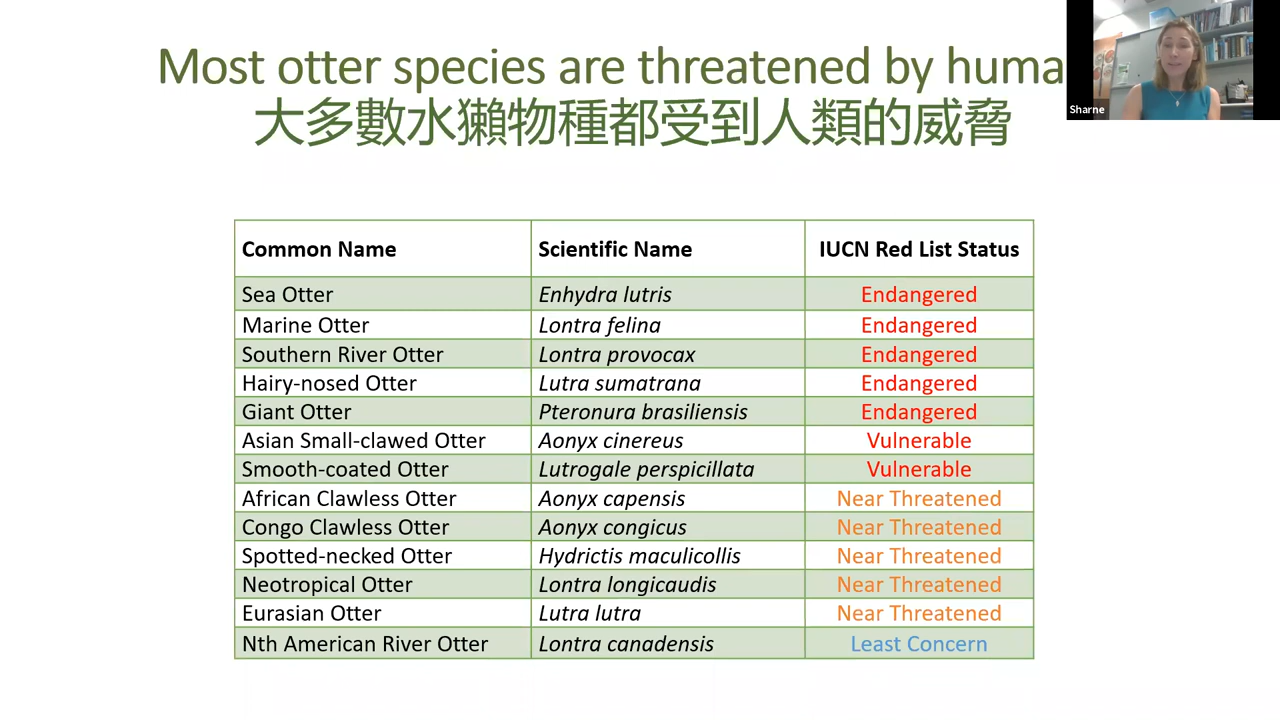 Most otter species are threatened by huma
大多數水獺物種都受到人類的威脅
Sharne
Common Name Scientific Name IUCN Red List Status
Sea Otter Enhydra lutris Endangered
Marine Otter Lontra felina Endangered
Southern River Otter Lontra provocax Endangered
Hairy-nosed Otter Lutra sumatrana Endangered
Giant Otter Pteronura brasiliensis Endangered
Asian Small-clawed Otter Aonyx cinereus Vulnerable
Smooth-coated Otter Lutrogale perspicillata Vulnerable
African Clawless Otter Aonyx capensis Near Threatened
Congo Clawless Otter Aonyx congicus Near Threatened
Spotted-necked Otter Hydrictis maculicollis Near Threatened
Neotropical Otter Lontra longicaudis Near Threatened
Eurasian Otter Lutra lutra Near Threatened
Nth American River Otter Lontra canadensis Least Concern